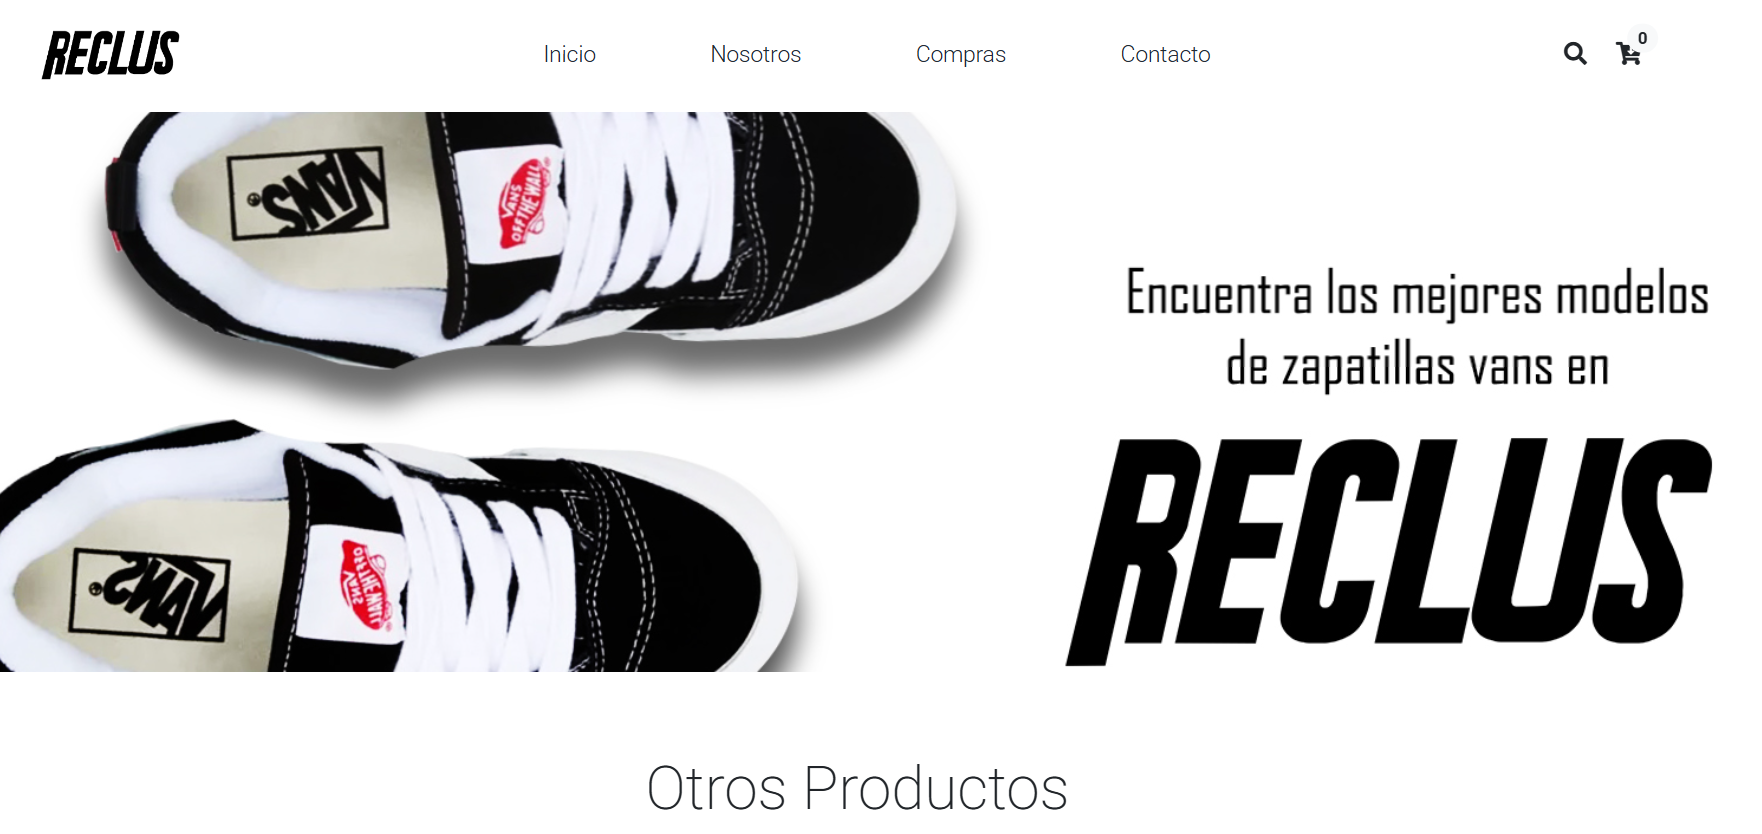 RECLUS
Inicio
Nosotros
Compras
Contacto
0
VANS
VANS
OFF THE WALL
Encuentra los mejores modelos
de zapatillas vans en
RECLUS
VANS
VANS
OFF THE WALL
Otros Productos